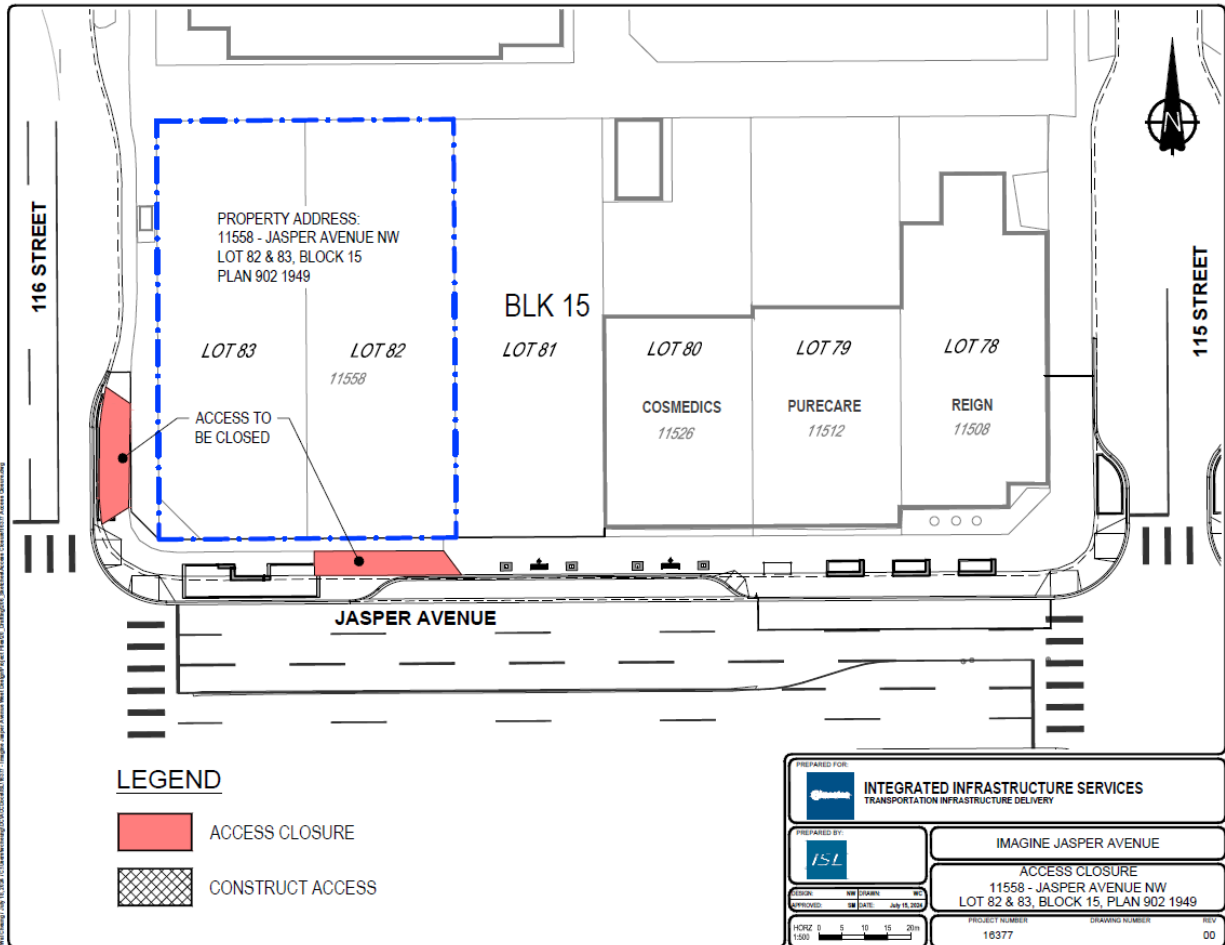 116 STREET
PROPERTY ADDRESS:
11558 - JASPER AVENUE NW
LOT 82 & 83, BLOCK 15
PLAN 902 1949
N
BLK 15
115 STREET
LOT 83
LOT 82
11558
LOT 81
LOT 80
LOT 79
LOT 78
ACCESS TO
BE CLOSED
COSMEDICS
11526
PURECARE
11512
REIGN
11508
JASPER AVENUE
LEGEND
ACCESS CLOSURE
CONSTRUCT ACCESS
PREPARED FOR:
Edmonton
INTEGRATED INFRASTRUCTURE SERVICES
TRANSPORTATION INFRASTRUCTURE DELIVERY
PREPARED BY:
ISL
IMAGINE JASPER AVENUE
ACCESS CLOSURE
11558 - JASPER AVENUE NW
LOT 82 & 83, BLOCK 15, PLAN 902 1949
DESIGN: NW DRAWN: WC
APPROVED: SM DATE: July 15, 2024
HORZ 0 5 10 15 20m
1:500
PROJECT NUMBER DRAWING NUMBER REV
16377 00